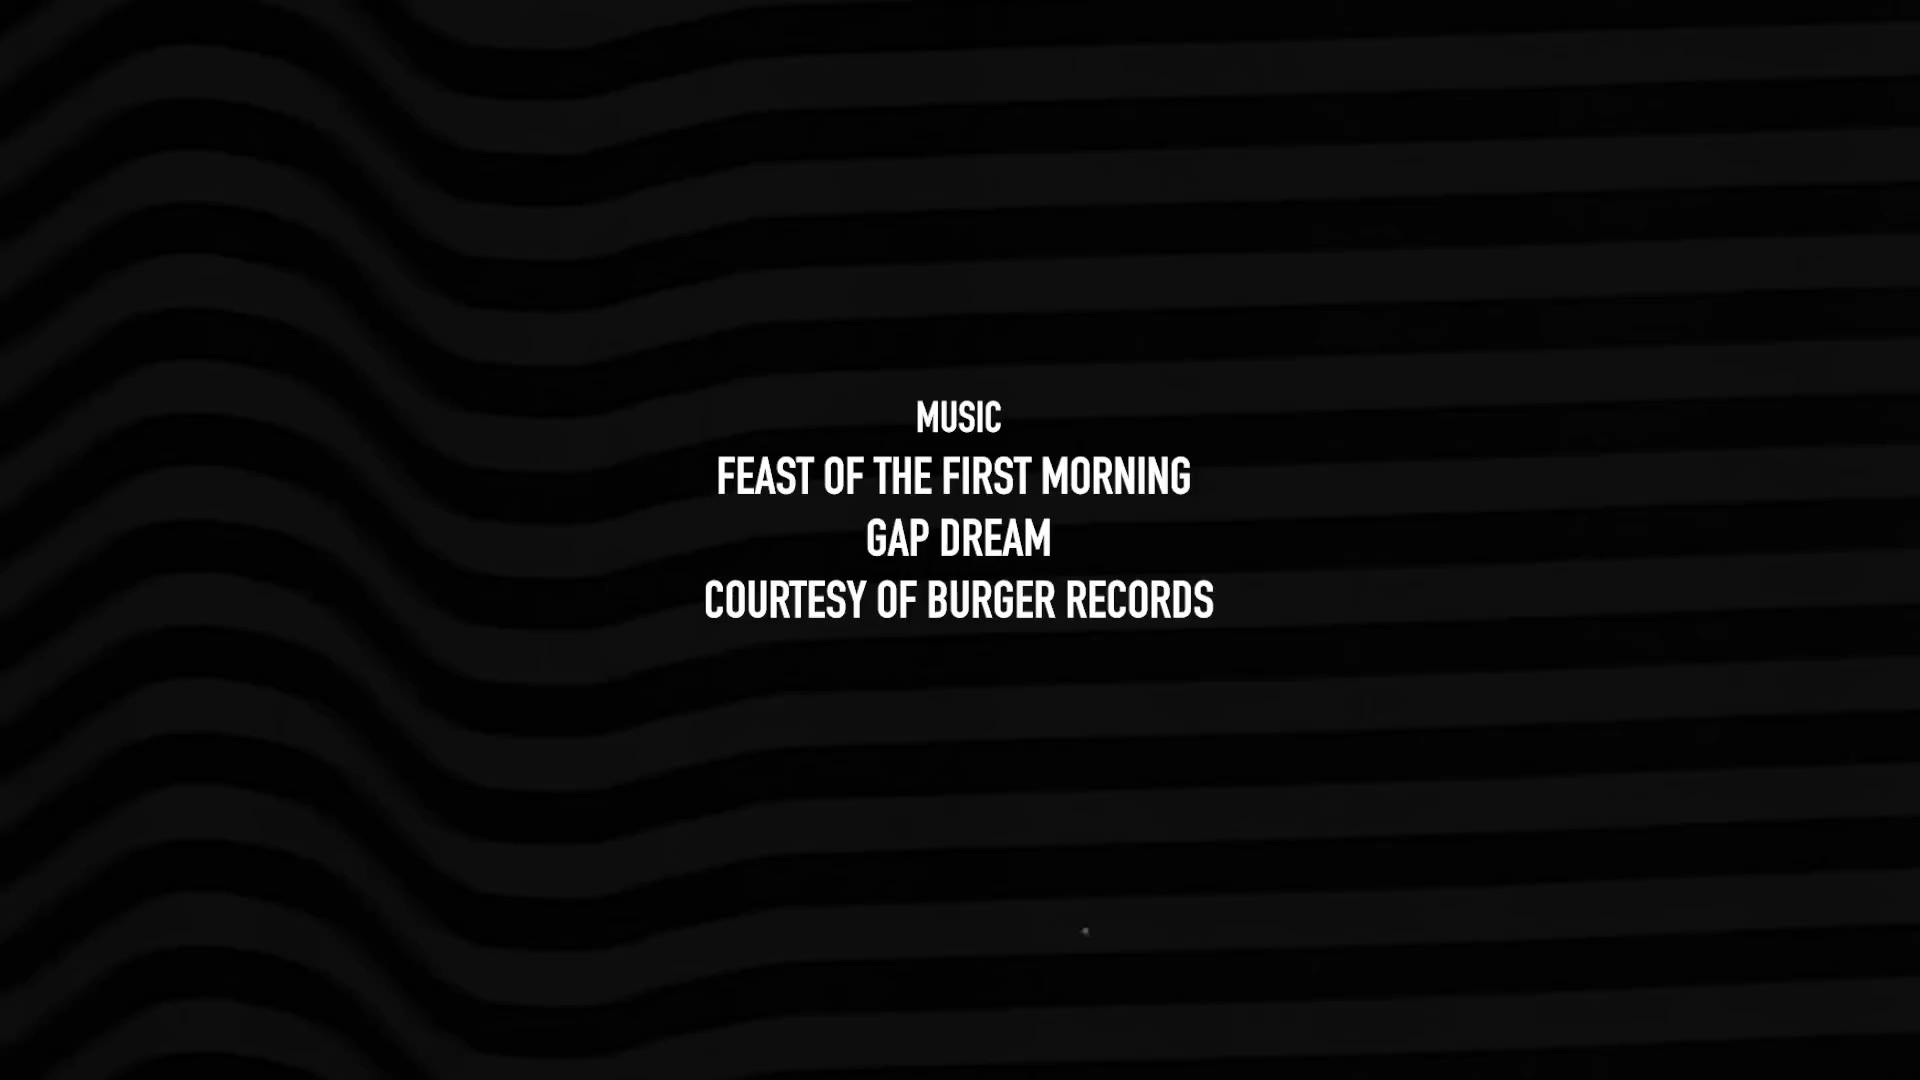 MUSIC
FEAST OF THE FIRST MORNING
GAP DREAM
COURTESY OF BURGER RECORDS